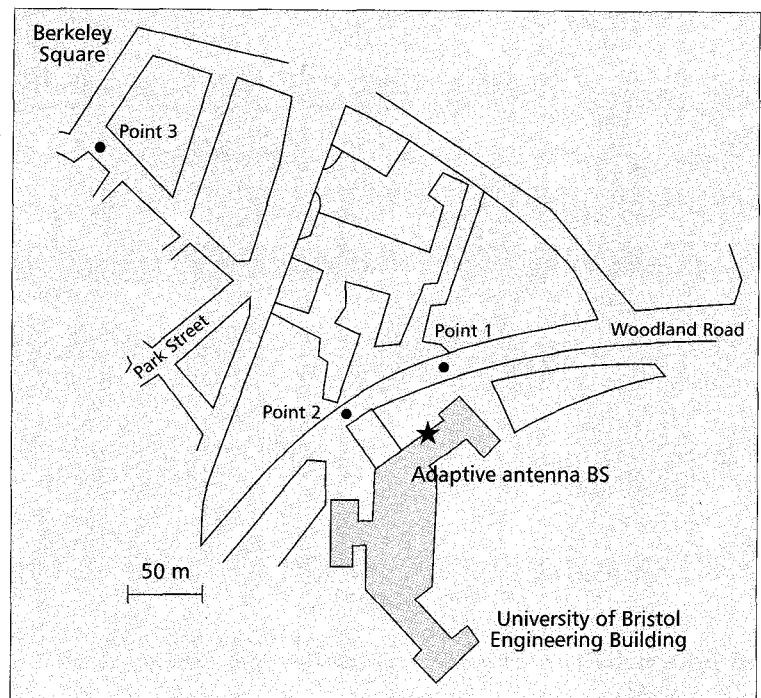 Berkeley
Square
Point 3
Point 1
Woodland Road
Park Street
Point 2
Adaptive antenna BS
50 m
University of Bristol
Engineering Building